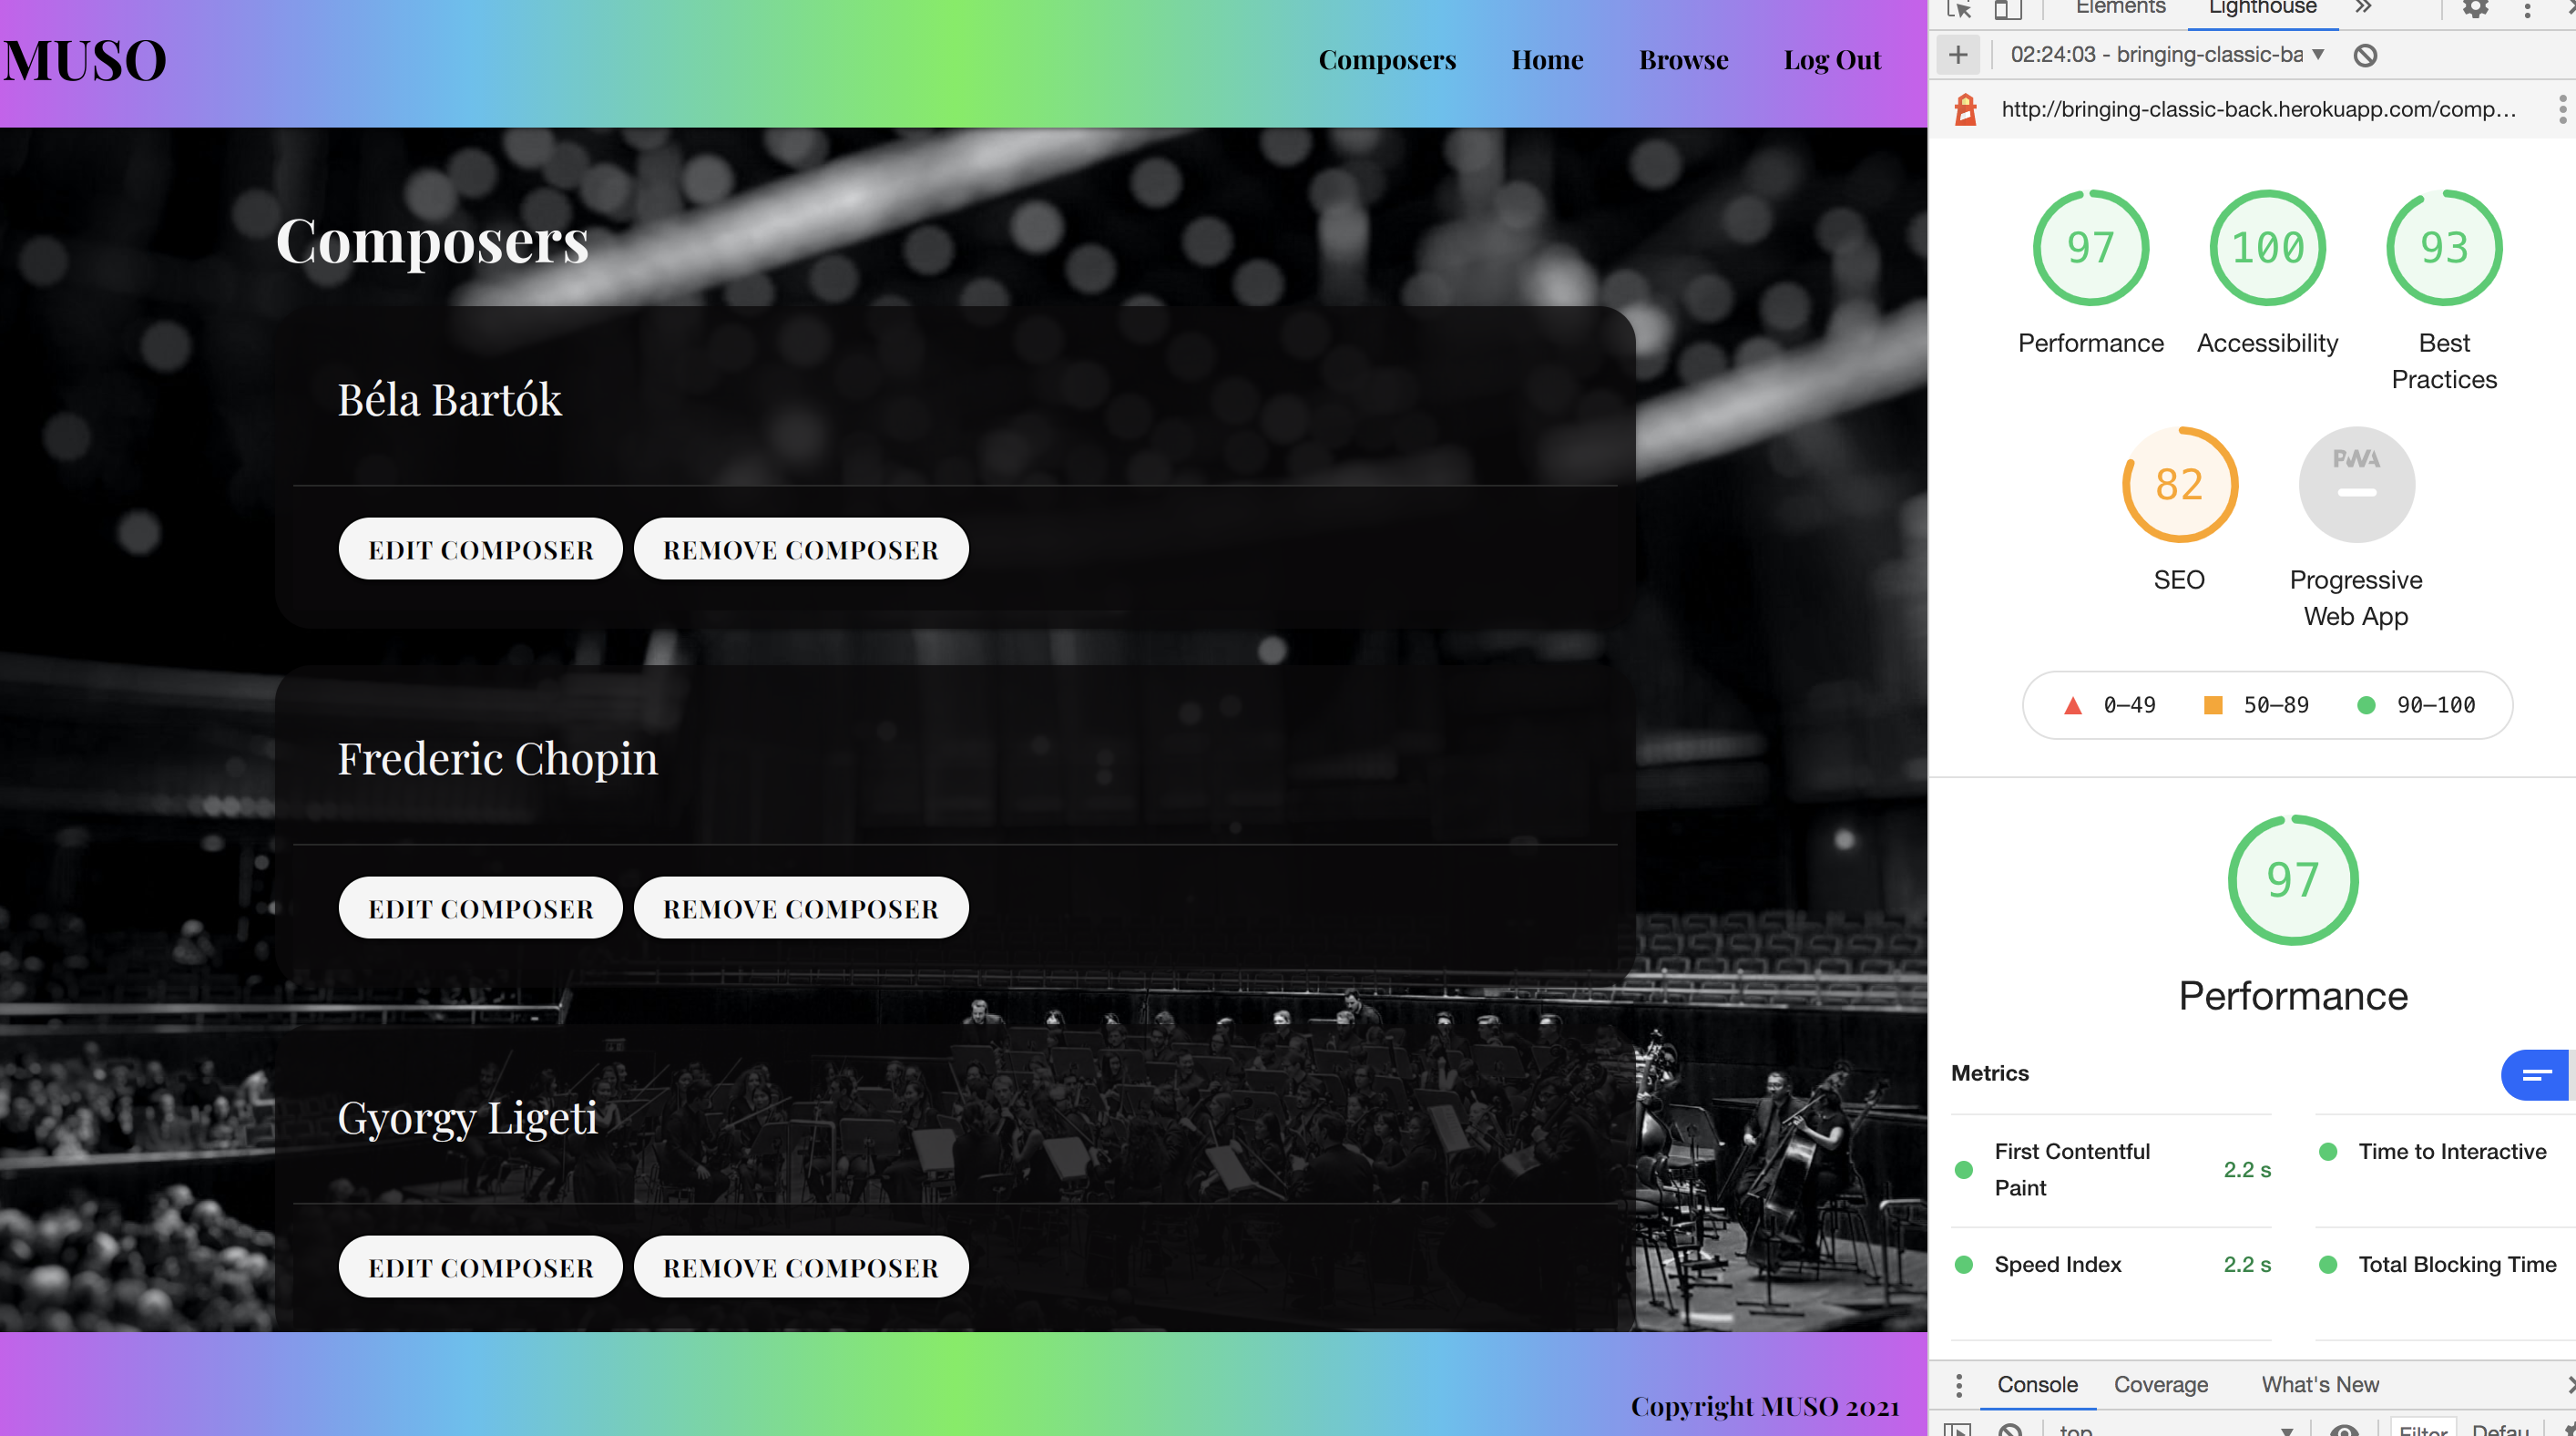 MUSO
Composers Home Browse Log Out
Composers
Béla Bartók
EDIT COMPOSER REMOVE COMPOSER
Frederic Chopin
EDIT COMPOSER REMOVE COMPOSER
Gyorgy Ligeti
EDIT COMPOSER REMOVE COMPOSER
Copyright MUSO 2021
Elements Lighthouse »
+ 02:24:03 - bringing-classic-ba
http://bringing-classic-back.herokuapp.com/comp…
97 100 93
Performance Accessibility Best
Practices
82 PWA
SEO Progressive
Web App
0–49 50–89 90–100
97
Performance
Metrics
First Contentful
Paint
2.2 s
Time to Interactive
Speed Index 2.2 s
Total Blocking Time
Console Coverage What's New
top Filter Defau